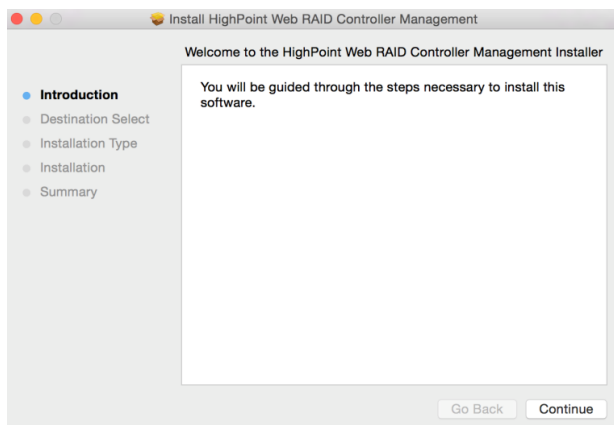 Install HighPoint Web RAID Controller Management
Welcome to the HighPoint Web RAID Controller Management Installer
Introduction
Destination Select
Installation Type
Installation
Summary
You will be guided through the steps necessary to install this
software.
Go Back
Continue